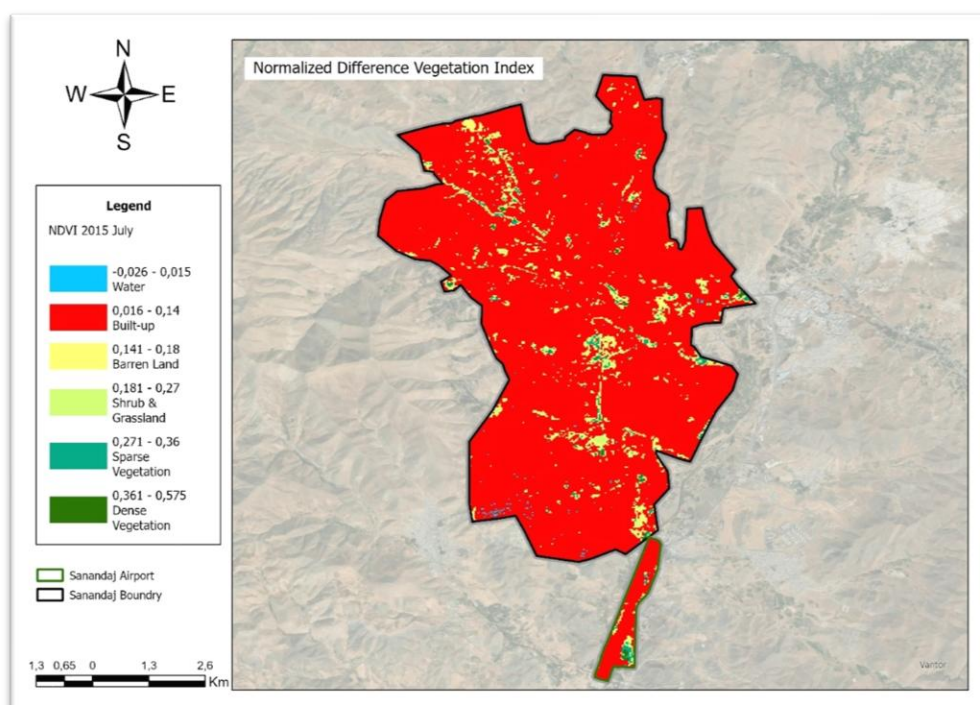 Normalized Difference Vegetation Index
N
W E
S
Legend
NDVI 2015 July
-0,026 - 0,015
Water
0,016 - 0,14
Built-up
0,141 - 0,18
Barren Land
0,181 - 0,27
Shrub &
Grassland
0,271 - 0,36
Sparse
Vegetation
0,361 - 0,575
Dense
Vegetation
Sanandaj Airport
Sanandaj Boundry
1,3 0,65 0 1,3 2,6
Km
Vantor